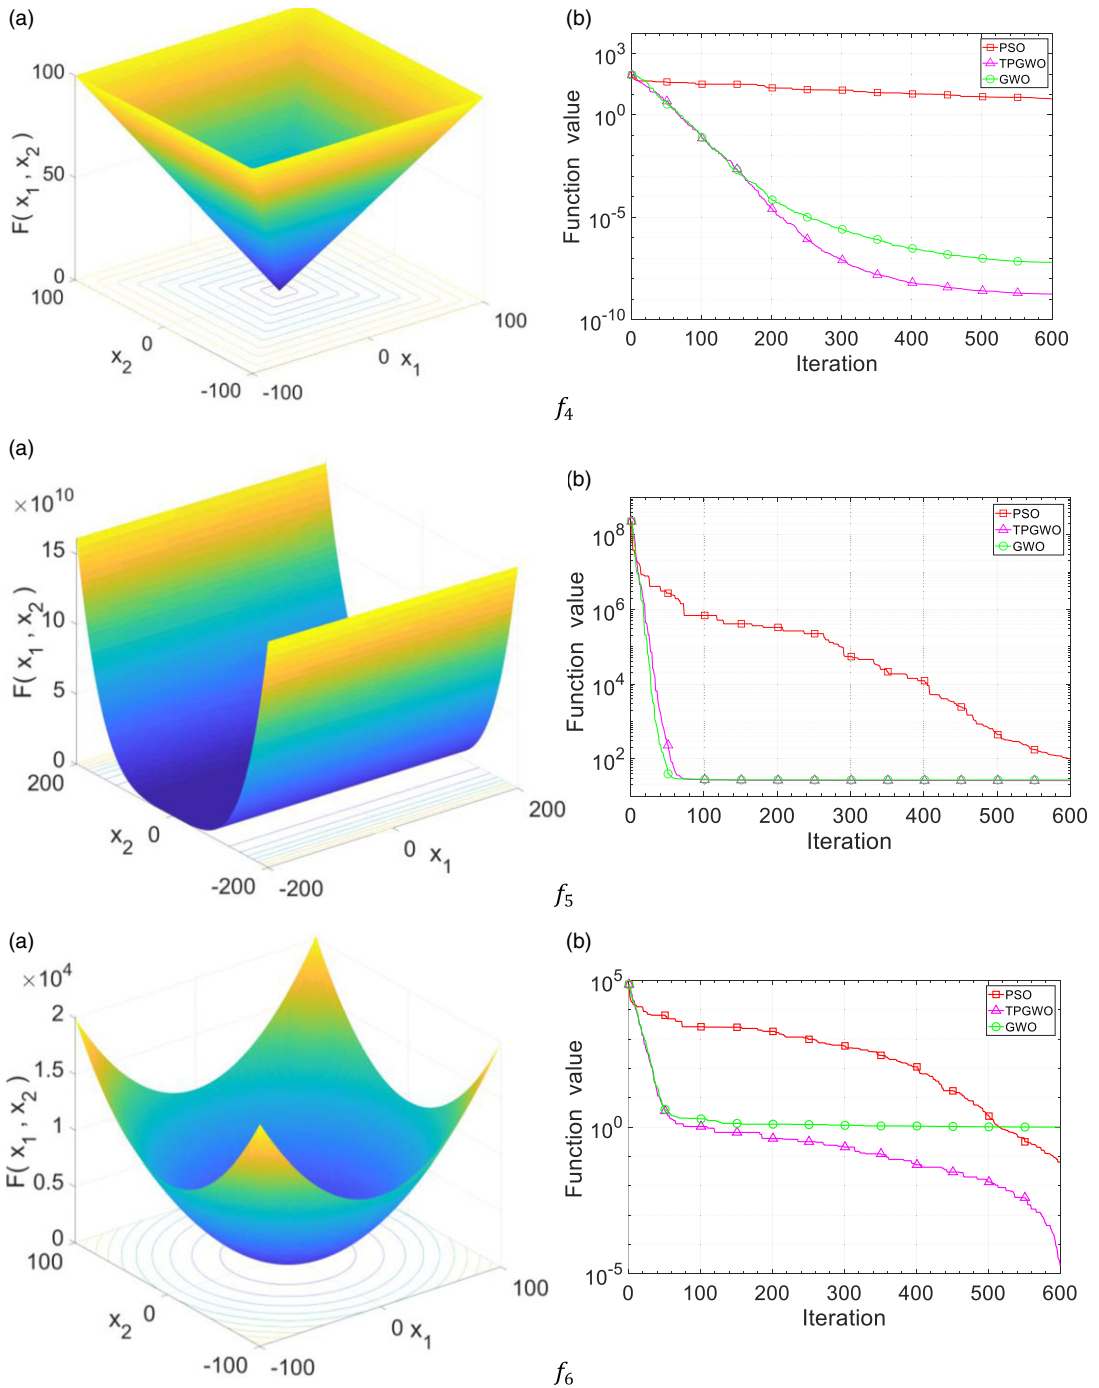 (a)
100
50
0
F( x1 , x2 )
100
0
-100
x2
-100
0
100
x1
(b)
10^3
10^0
10^-5
10^-10
Function value
PSO
TPGWO
GWO
0 100 200 300 400 500 600
Iteration
f4
(a)
×10^10
15
10
5
0
F( x1 , x2 )
200
0
-200
x2
-200
0
200
x1
(b)
10^8
10^6
10^4
10^2
Function value
PSO
TPGWO
GWO
0 100 200 300 400 500 600
Iteration
f5
(a)
×10^4
2
1.5
1
0.5
0
F( x1 , x2 )
100
0
-100
x2
-100
0
100
x1
(b)
10^5
10^0
10^-5
Function value
PSO
TPGWO
GWO
0 100 200 300 400 500 600
Iteration
f6